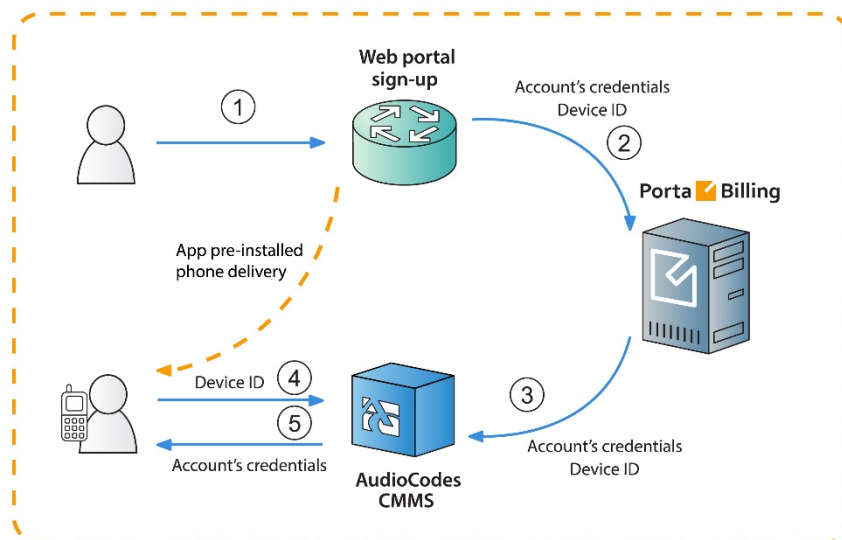 Web portal
sign-up
1
Account's credentials
Device ID
2
Porta Billing
App pre-installed
phone delivery
Device ID
4
3
5
Account's credentials
Account's credentials
Device ID
AudioCodes
CMMS